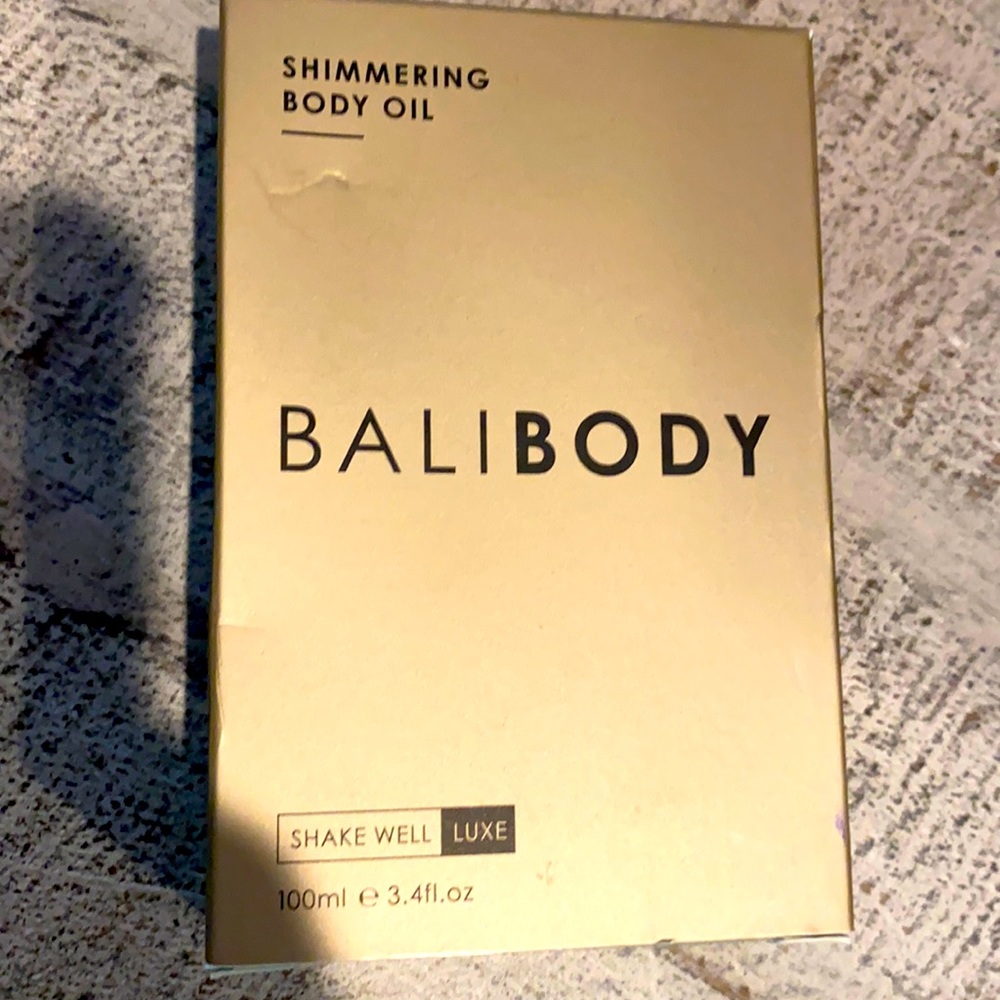 SHIMMERING
BODY OIL
BALIBODY
SHAKE WELL LUXE
100ml ℮ 3.4fl.oz